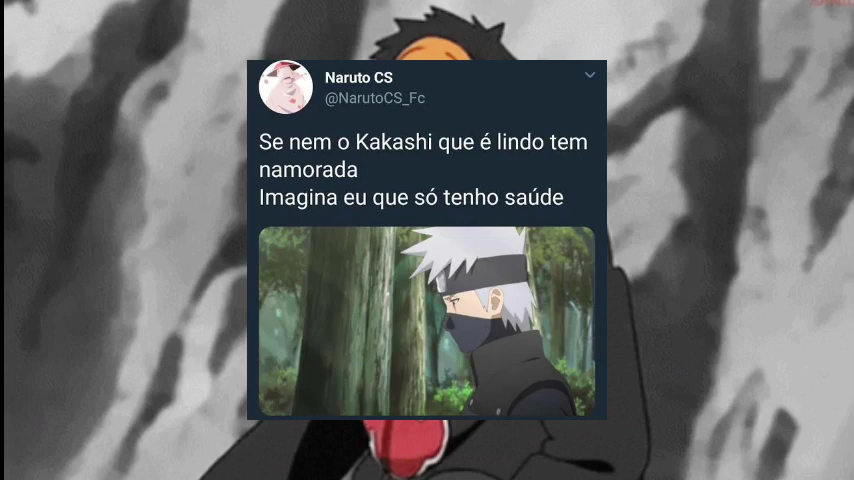 Naruto CS
@NarutoCS_Fc
Se nem o Kakashi que é lindo tem
namorada
Imagina eu que só tenho saúde